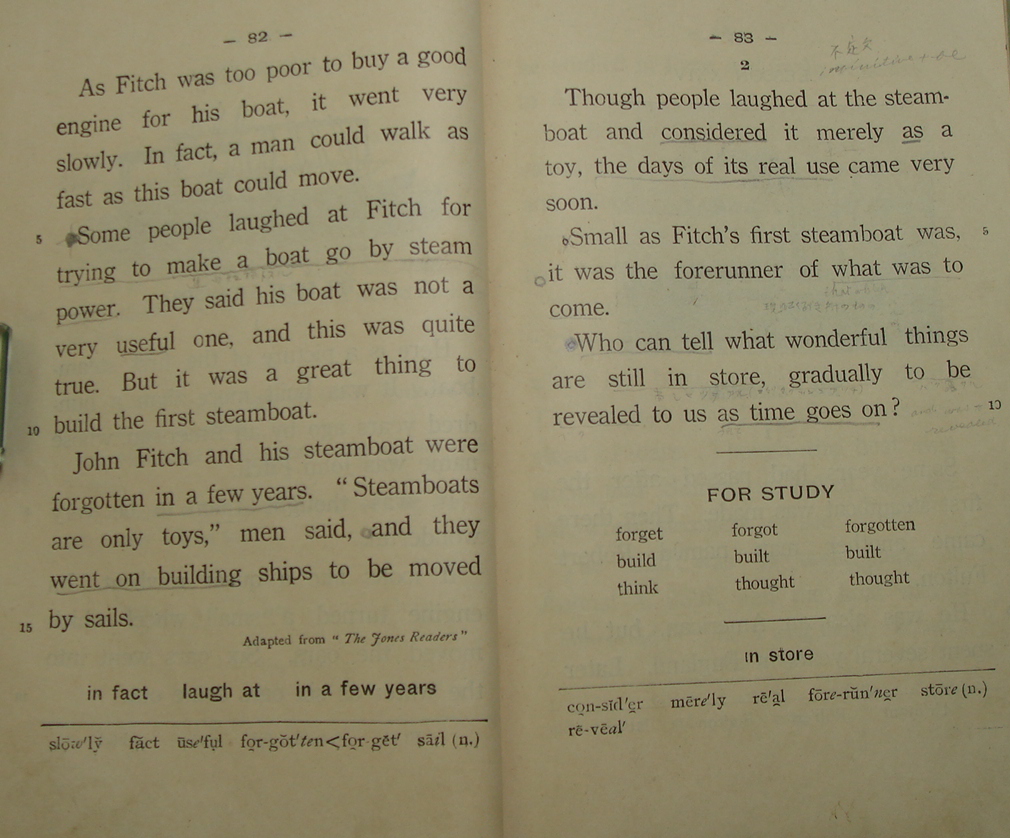 – 82 –
As Fitch was too poor to buy a good
engine for his boat, it went very
slowly. In fact, a man could walk as
fast as this boat could move.
5 Some people laughed at Fitch for
trying to make a boat go by steam
power. They said his boat was not a
very useful one, and this was quite
true. But it was a great thing to
10 build the first steamboat.
John Fitch and his steamboat were
forgotten in a few years. “Steamboats
are only toys,” men said, and they
went on building ships to be moved
15 by sails.
Adapted from “The Jones Readers”
in fact laugh at in a few years
slōw′lў făct ūse′fụl fo̤r-gŏt′ten<fo̤r-gĕt′ sāil (n.)
– 83 –
2
Though people laughed at the steam-
boat and considered it merely as a
toy, the days of its real use came very
soon.
Small as Fitch's first steamboat was, 5
it was the forerunner of what was to
come.
Who can tell what wonderful things
are still in store, gradually to be
revealed to us as time goes on? 10
FOR STUDY
forget forgot forgotten
build built built
think thought thought
in store
co̤n-sĭd′e̤r mēre′ly rē′a̤l fōre-rŭn′ne̤r stōre (n.)
rē-vēal′